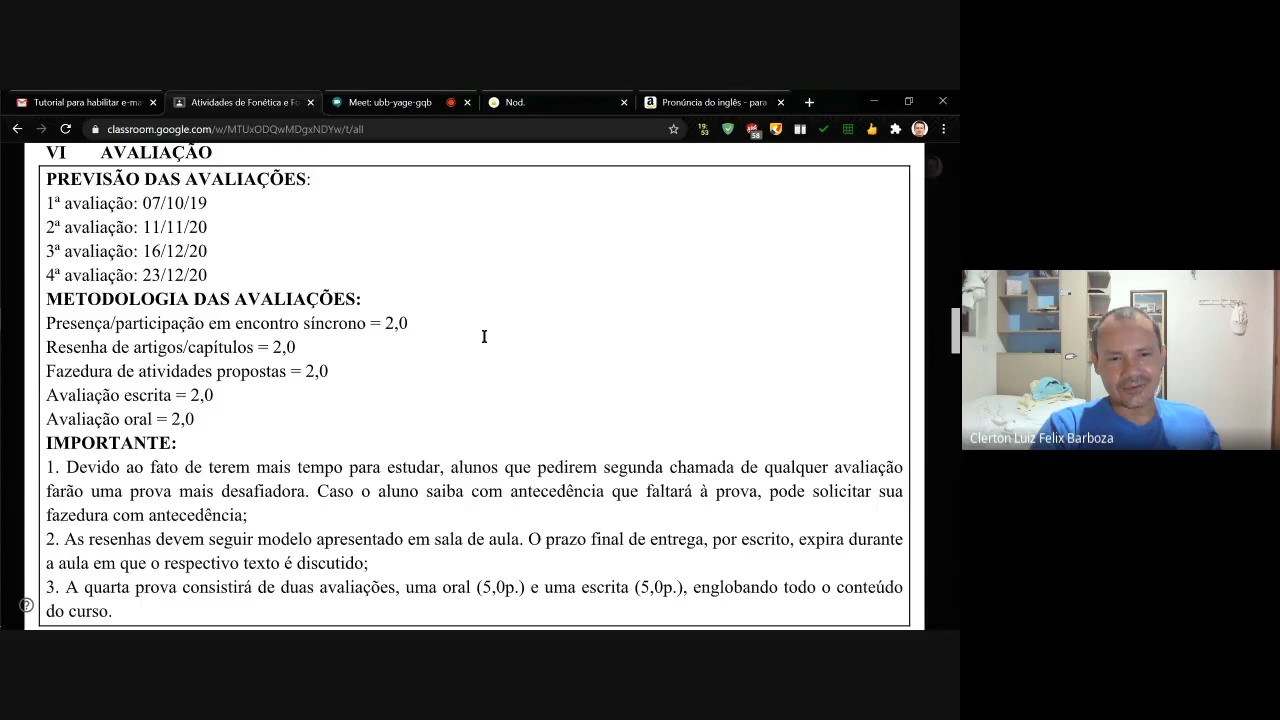 Tutorial para habilitar e-ma
Atividades de Fonética e Fo
Meet: ubb-yage-gqb
Nod.
Pronúncia do inglês - para
classroom.google.com/w/MTUxODQwMDgxNDYw/t/all
19:
53
58
VI AVALIAÇÃO
PREVISÃO DAS AVALIAÇÕES:
1ª avaliação: 07/10/19
2ª avaliação: 11/11/20
3ª avaliação: 16/12/20
4ª avaliação: 23/12/20
METODOLOGIA DAS AVALIAÇÕES:
Presença/participação em encontro síncrono = 2,0
Resenha de artigos/capítulos = 2,0
Fazedura de atividades propostas = 2,0
Avaliação escrita = 2,0
Avaliação oral = 2,0
IMPORTANTE:
1. Devido ao fato de terem mais tempo para estudar, alunos que pedirem segunda chamada de qualquer avaliação
farão uma prova mais desafiadora. Caso o aluno saiba com antecedência que faltará à prova, pode solicitar sua
fazedura com antecedência;
2. As resenhas devem seguir modelo apresentado em sala de aula. O prazo final de entrega, por escrito, expira durante
a aula em que o respectivo texto é discutido;
3. A quarta prova consistirá de duas avaliações, uma oral (5,0p.) e uma escrita (5,0p.), englobando todo o conteúdo
do curso.
Clerton Luiz Felix Barboza